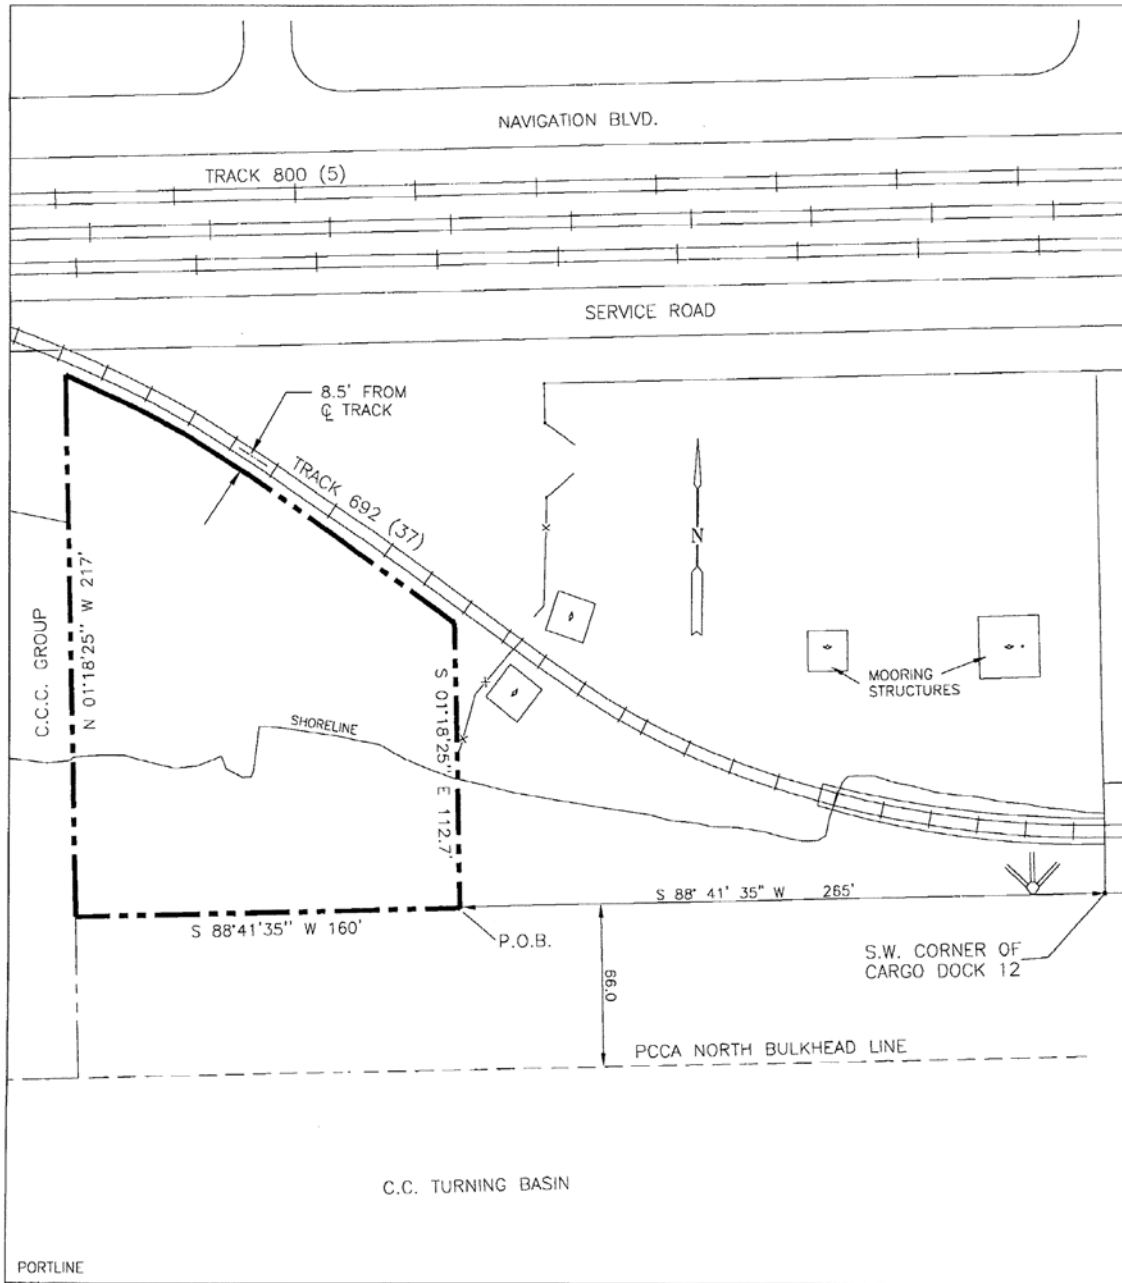 NAVIGATION BLVD.
TRACK 800 (5)
SERVICE ROAD
8.5' FROM
℄ TRACK
TRACK 692 (37)
N
C.C.C. GROUP
N 01°18'25" W 217'
MOORING
STRUCTURES
SHORELINE
S 01°18'25" E 112.7'
S 88° 41' 35" W 265'
S 88°41'35" W 160'
P.O.B.
S.W. CORNER OF
CARGO DOCK 12
66.0
PCCA NORTH BULKHEAD LINE
C.C. TURNING BASIN
PORTLINE